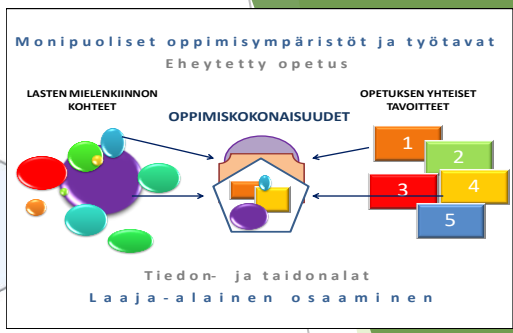 Monipuoliset oppimisympäristöt ja työtavat
Eheytetty opetus
LASTEN MIELENKIINNON
KOHTEET
OPPIMISKOKONAISUUDET
OPETUKSEN YHTEISET
TAVOITTEET
1
2
3
4
5
Tiedon- ja taidonalat
Laaja-alainen osaaminen